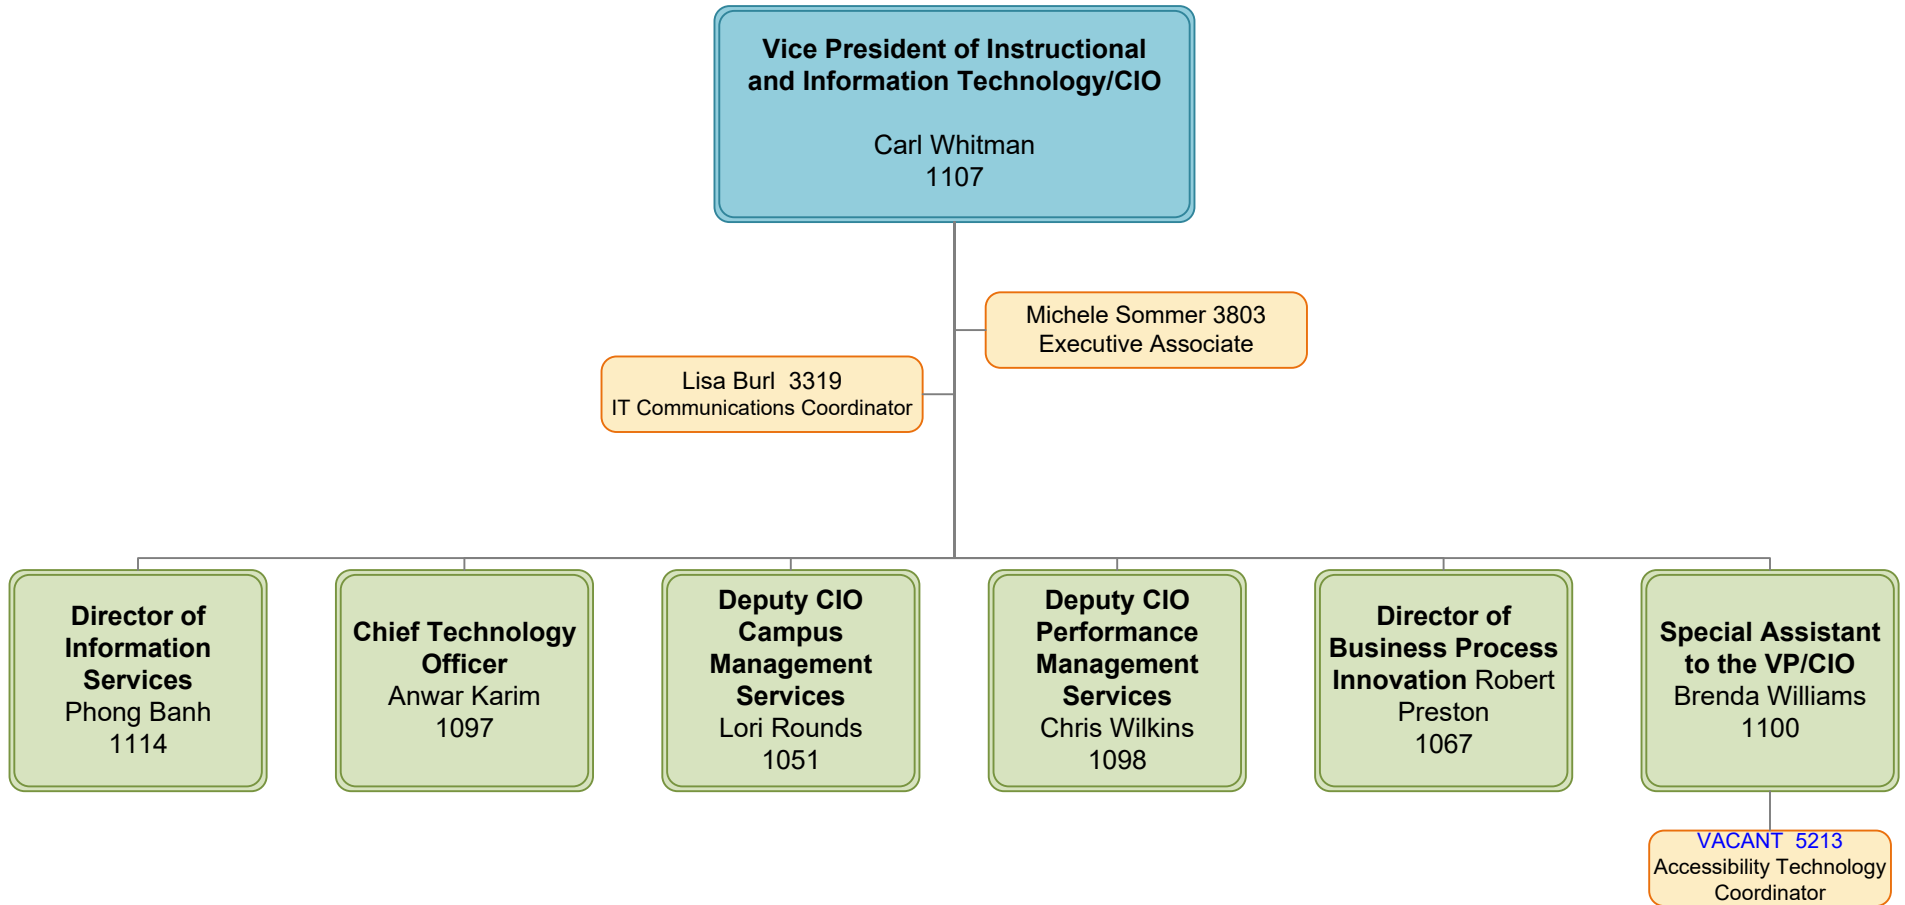 Vice President of Instructional
and Information Technology/CIO
Carl Whitman
1107
Michele Sommer 3803
Executive Associate
Lisa Burl  3319
IT Communications Coordinator
Director of
Information
Services
Phong Banh
1114
Chief Technology
Officer
Anwar Karim
1097
Deputy CIO
Campus
Management
Services
Lori Rounds
1051
Deputy CIO
Performance
Management
Services
Chris Wilkins
1098
Director of
Business Process
Innovation Robert
Preston
1067
Special Assistant
to the VP/CIO
Brenda Williams
1100
VACANT  5213
Accessibility Technology
Coordinator